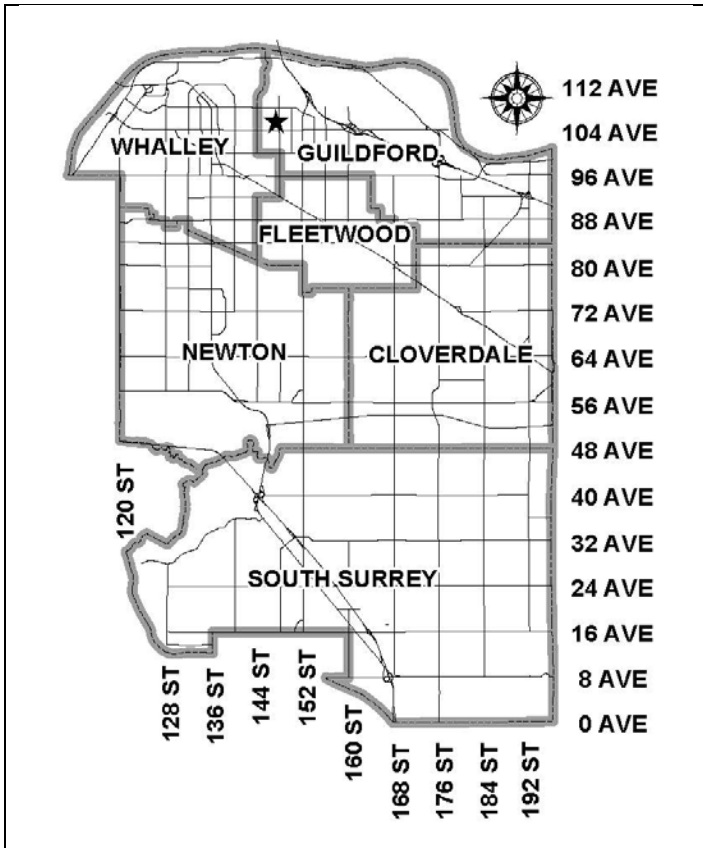 112 AVE
104 AVE
WHALLEY
GUILDFORD
96 AVE
88 AVE
FLEETWOOD
80 AVE
72 AVE
NEWTON
CLOVERDALE
64 AVE
56 AVE
48 AVE
120 ST
40 AVE
32 AVE
SOUTH SURREY
24 AVE
16 AVE
8 AVE
0 AVE
128 ST
136 ST
144 ST
152 ST
160 ST
168 ST
176 ST
184 ST
192 ST